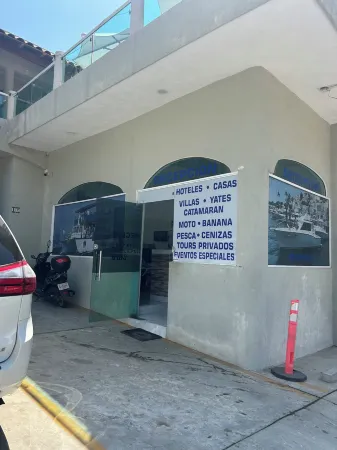 • HOTELES • CASAS
VILLAS • YATES
CATAMARAN
MOTO • BANANA
PESCA • CENIZAS
TOURS PRIVADOS
EVENTOS ESPECIALES